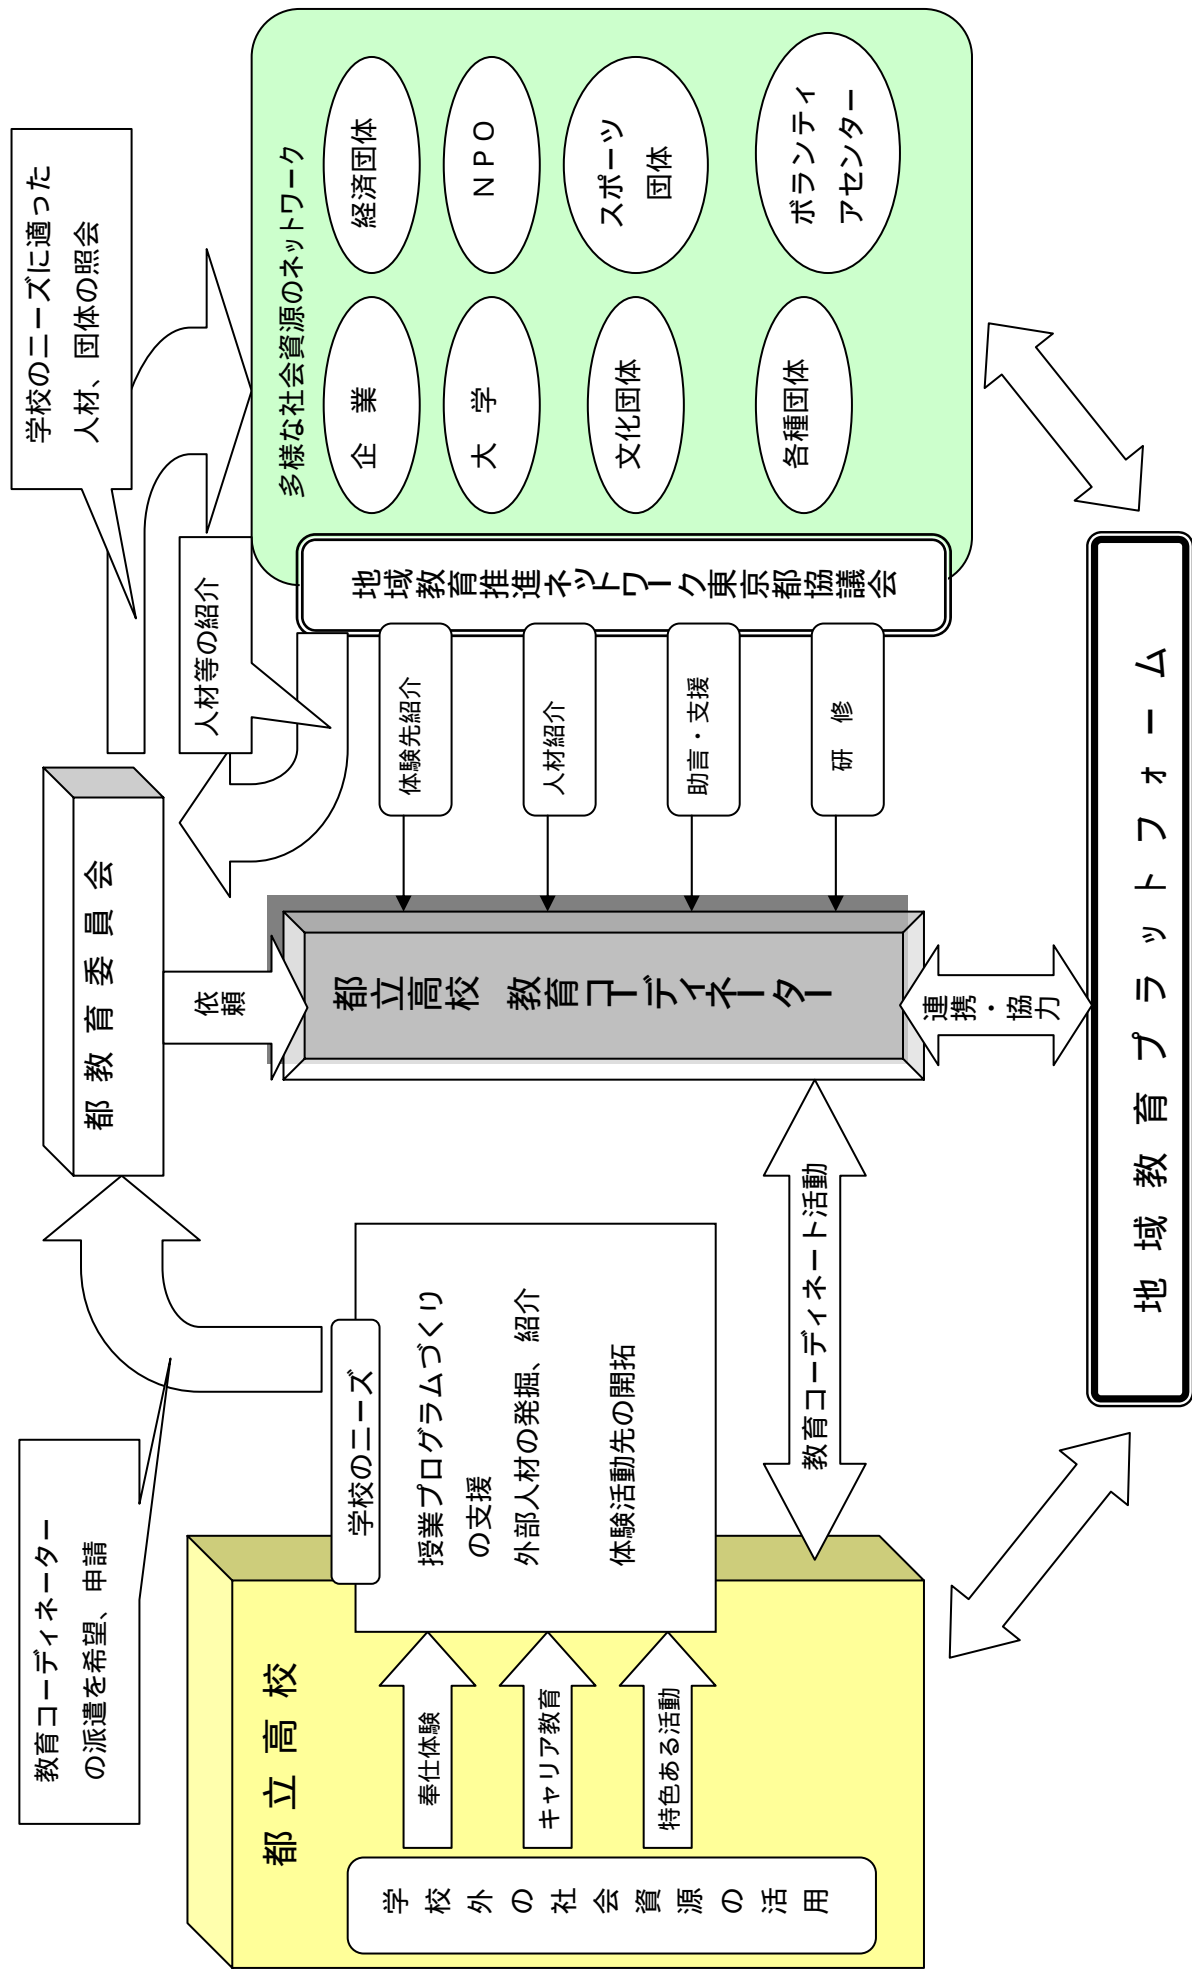 教育コーディネーター
の派遣を希望、申請
都教育委員会
学校のニーズに適った
人材、団体の照会
人材等の紹介
依頼
都立高校
学校外の社会資源の活用
奉仕体験
キャリア教育
特色ある活動
学校のニーズ
授業プログラムづくり
の支援
外部人材の発掘、紹介
体験活動先の開拓
教育コーディネート活動
都立高校 教育コーディネーター
連携・協力
体験先紹介
人材紹介
助言・支援
研 修
地域教育推進ネットワーク東京都協議会
多様な社会資源のネットワーク
企 業
経済団体
大 学
NPO
文化団体
スポーツ
団体
各種団体
ボランティ
アセンター
地域教育プラットフォーム